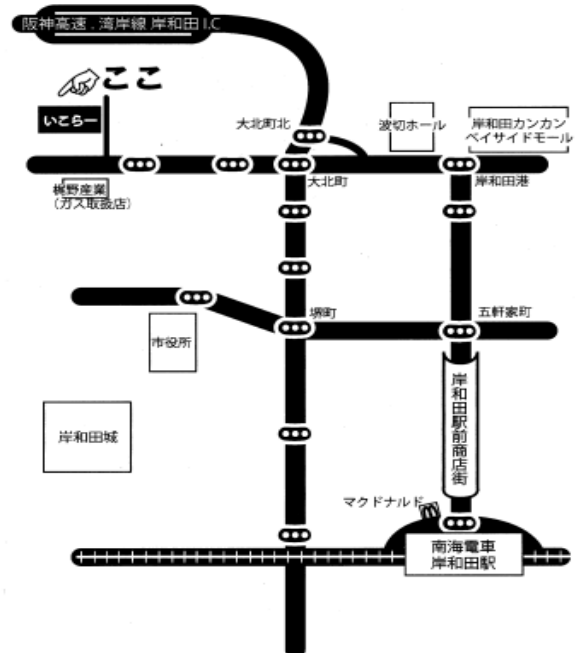 阪神高速．湾岸線 岸和田 I.C
ここ
いこらー
大北町北
波切ホール
岸和田カンカン
ベイサイドモール
梶野産業
（ガス取扱店）
大北町
岸和田港
堺町
五軒家町
市役所
岸和田城
岸和田駅前商店街
マクドナルド
南海電車
岸和田駅